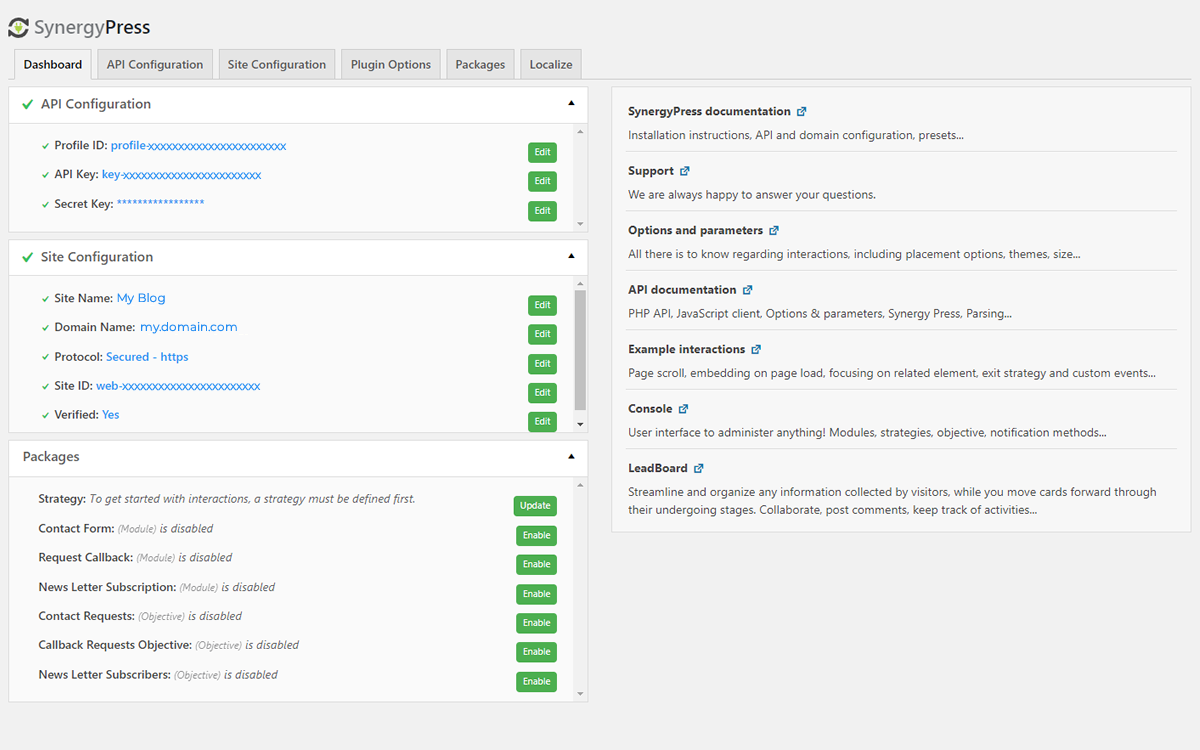 SynergyPress
Dashboard API Configuration Site Configuration Plugin Options Packages Localize
API Configuration
Profile ID: profile-xxxxxxxxxxxxxxxxxxxxxxxx Edit
API Key: key-xxxxxxxxxxxxxxxxxxxxxxxx Edit
Secret Key: ***************** Edit
Site Configuration
Site Name: My Blog Edit
Domain Name: my.domain.com Edit
Protocol: Secured - https Edit
Site ID: web-xxxxxxxxxxxxxxxxxxxxxxxx Edit
Verified: Yes Edit
Packages
Strategy: To get started with interactions, a strategy must be defined first. Update
Contact Form: (Module) is disabled Enable
Request Callback: (Module) is disabled Enable
News Letter Subscription: (Module) is disabled Enable
Contact Requests: (Objective) is disabled Enable
Callback Requests Objective: (Objective) is disabled Enable
News Letter Subscribers: (Objective) is disabled Enable
SynergyPress documentation
Installation instructions, API and domain configuration, presets...
Support
We are always happy to answer your questions.
Options and parameters
All there is to know regarding interactions, including placement options, themes, size...
API documentation
PHP API, JavaScript client, Options & parameters, Synergy Press, Parsing...
Example interactions
Page scroll, embedding on page load, focusing on related element, exit strategy and custom events...
Console
User interface to administer anything! Modules, strategies, objective, notification methods...
LeadBoard
Streamline and organize any information collected by visitors, while you move cards forward through
their undergoing stages. Collaborate, post comments, keep track of activities...